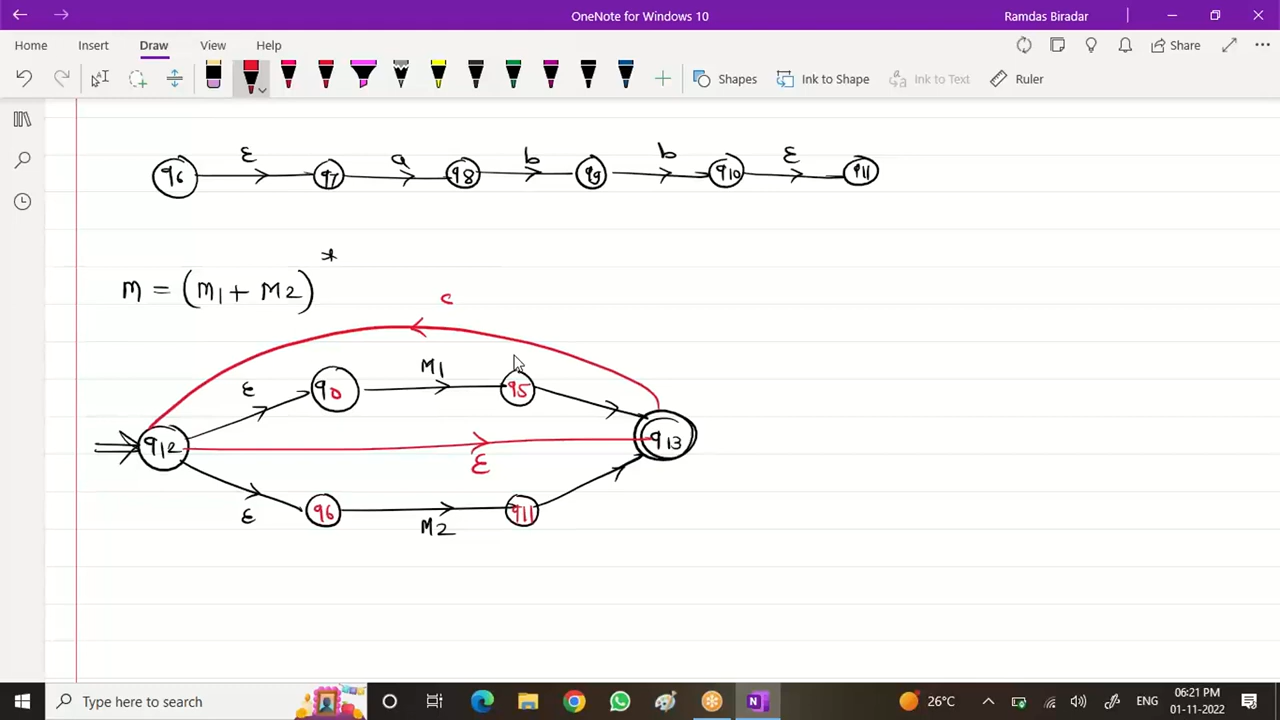 OneNote for Windows 10
Ramdas Biradar
Home Insert Draw View Help
Share
Shapes Ink to Shape Ink to Text Ruler
ε a b b ε
q6 q7 q8 q9 q10 q11
*
M = (M1 + M2)
c
ε M1
q0 q5
q12 q13
ε
q6 q11
ε M2
Type here to search
26°C
ENG
06:21 PM
01-11-2022